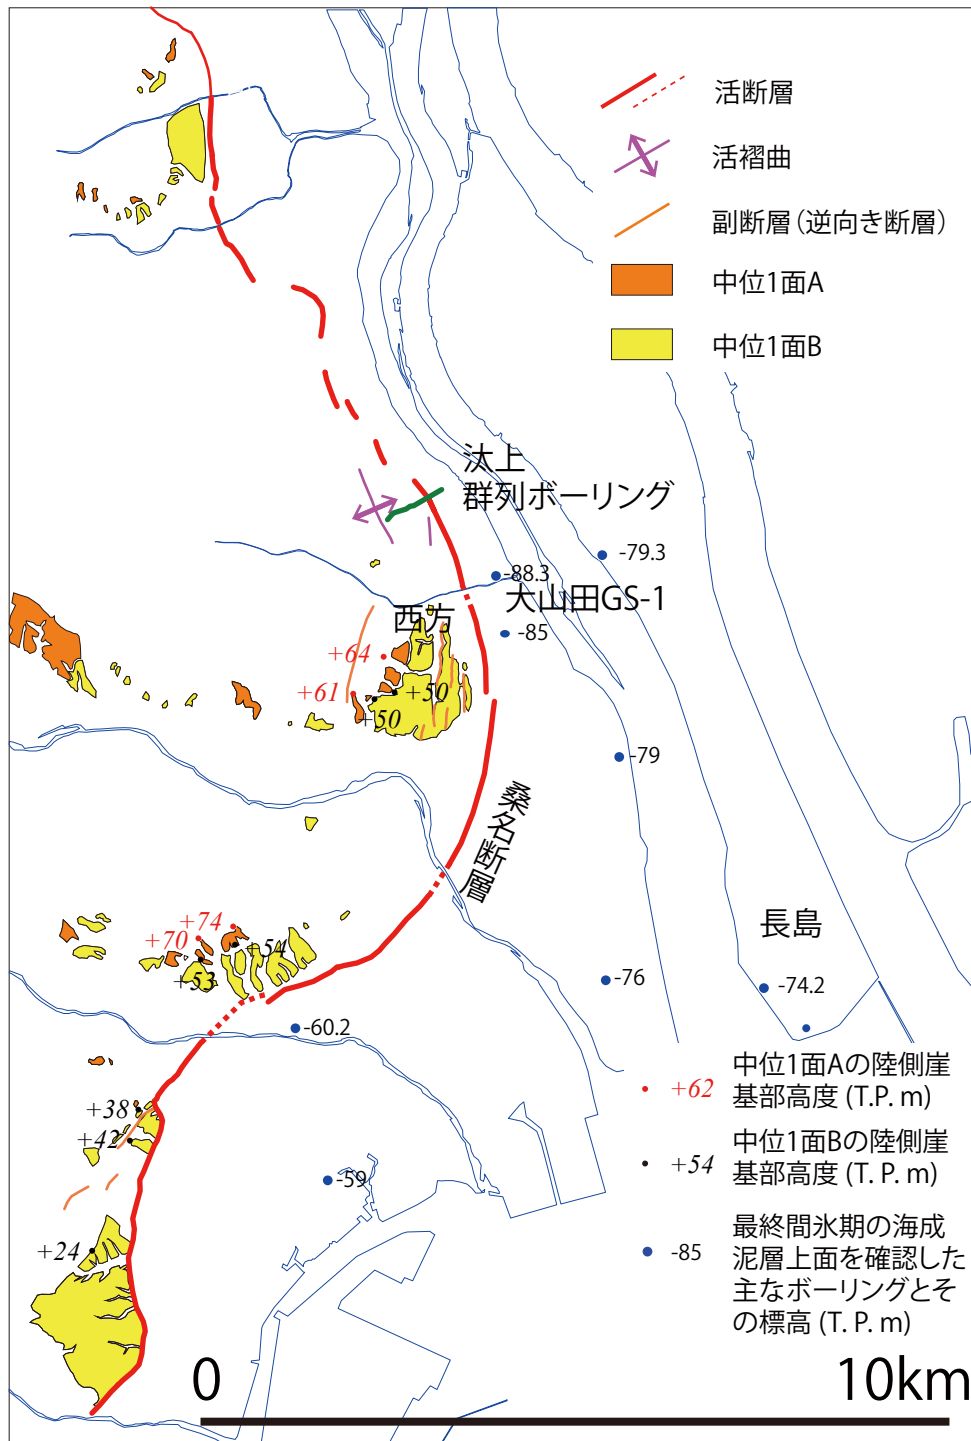 活断層
活褶曲
副断層（逆向き断層）
中位1面A
中位1面B
汰上
群列ボーリング
-79.3
-88.3
大山田GS-1
西方
-85
+64
+61
+50
+50
-79
桑名断層
+74
+70
+54
+53
長島
-76
-74.2
-60.2
+62
中位1面Aの陸側崖
基部高度 (T.P. m)
+38
+42
+54
中位1面Bの陸側崖
基部高度 (T. P. m)
-59
+24
-85
最終間氷期の海成
泥層上面を確認した
主なボーリングとそ
の標高 (T. P. m)
0
10km